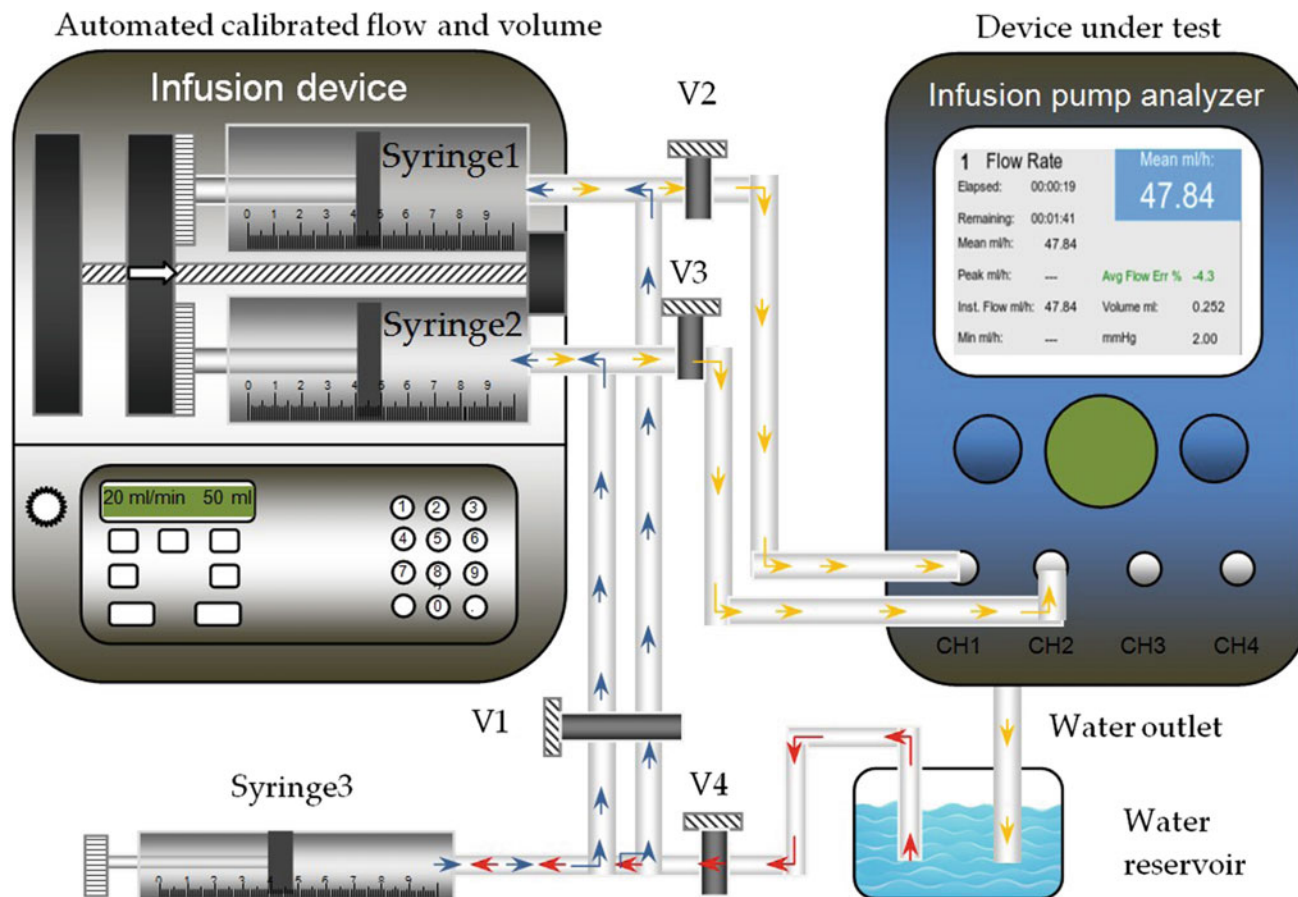 Automated calibrated flow and volume
Device under test
Infusion device
V2
Infusion pump analyzer
Syringe1
0 1 2 3 4 5 6 7 8 9
1 Flow Rate
Mean ml/h:
47.84
Elapsed: 00:00:19
Remaining: 00:01:41
Mean ml/h: 47.84
Peak ml/h: --- Avg Flow Err % -4.3
Inst. Flow ml/h: 47.84 Volume ml: 0.252
Min ml/h: --- mmHg 2.00
V3
Syringe2
0 1 2 3 4 5 6 7 8 9
20 ml/min 50 ml
1 2 3
4 5 6
7 8 9
0 .
CH1 CH2 CH3 CH4
V1
Water outlet
Syringe3
V4
Water
reservoir
0 1 2 3 4 5 6 7 8 9